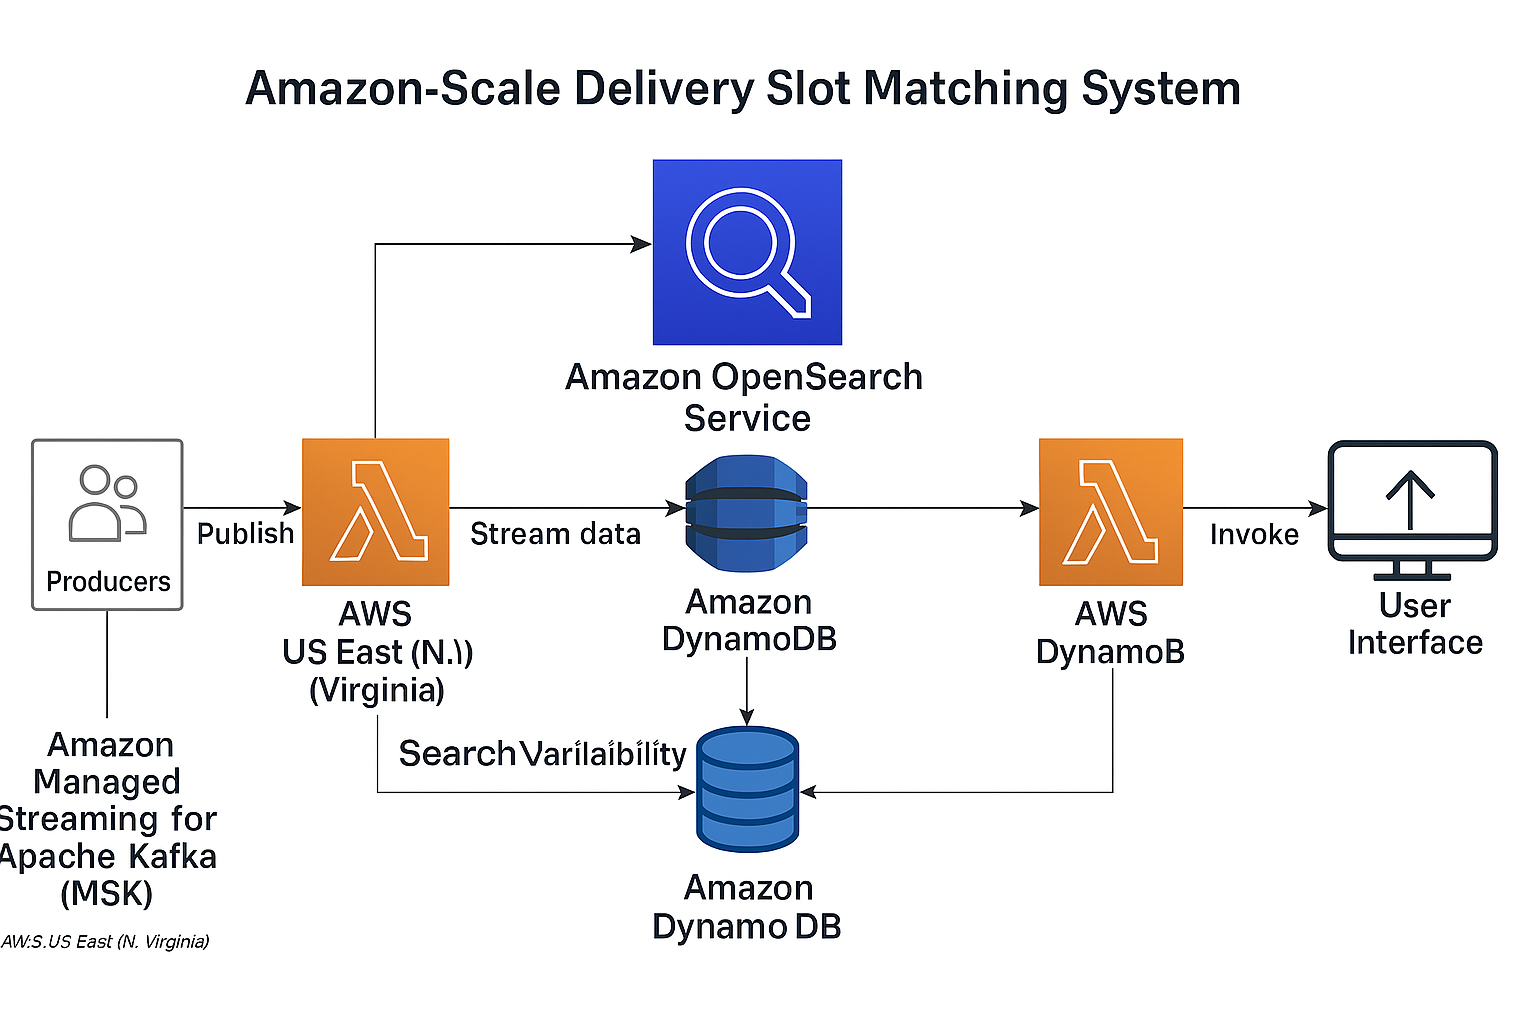 Amazon-Scale Delivery Slot Matching System
Amazon OpenSearch
Service
Producers
Publish
Stream data
Invoke
AWS
US East (N.\))
(Virginia)
Amazon
DynamoDB
AWS
DynamoB
User
Interface
Amazon
Managed
Streaming for
Apache Kafka
(MSK)
Search Varilaibility
Amazon
Dynamo DB
AW:S.US East (N. Virginia)